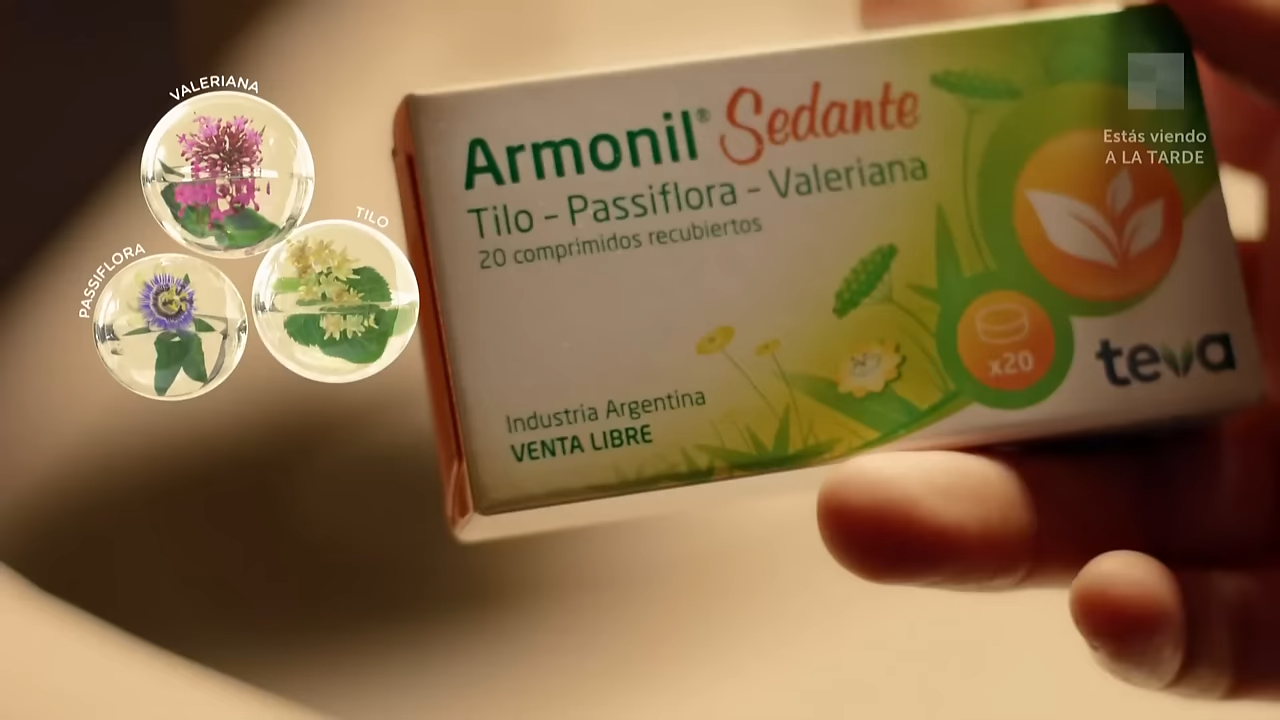 VALERIANA
TILO
PASSIFLORA
Armonil® Sedante
Tilo - Passiflora - Valeriana
20 comprimidos recubiertos
x20
teva
Industria Argentina
VENTA LIBRE
Estás viendo
A LA TARDE